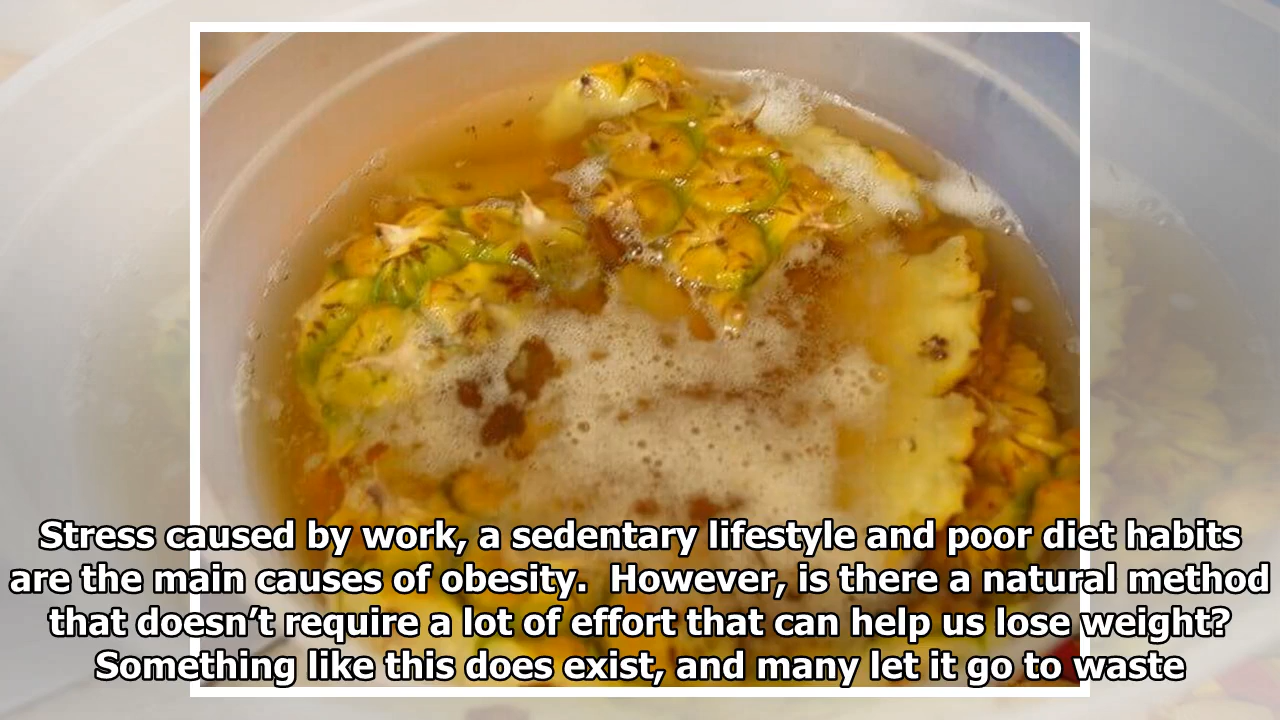 Stress caused by work, a sedentary lifestyle and poor diet habits
are the main causes of obesity.  However, is there a natural method
that doesn’t require a lot of effort that can help us lose weight?
Something like this does exist, and many let it go to waste